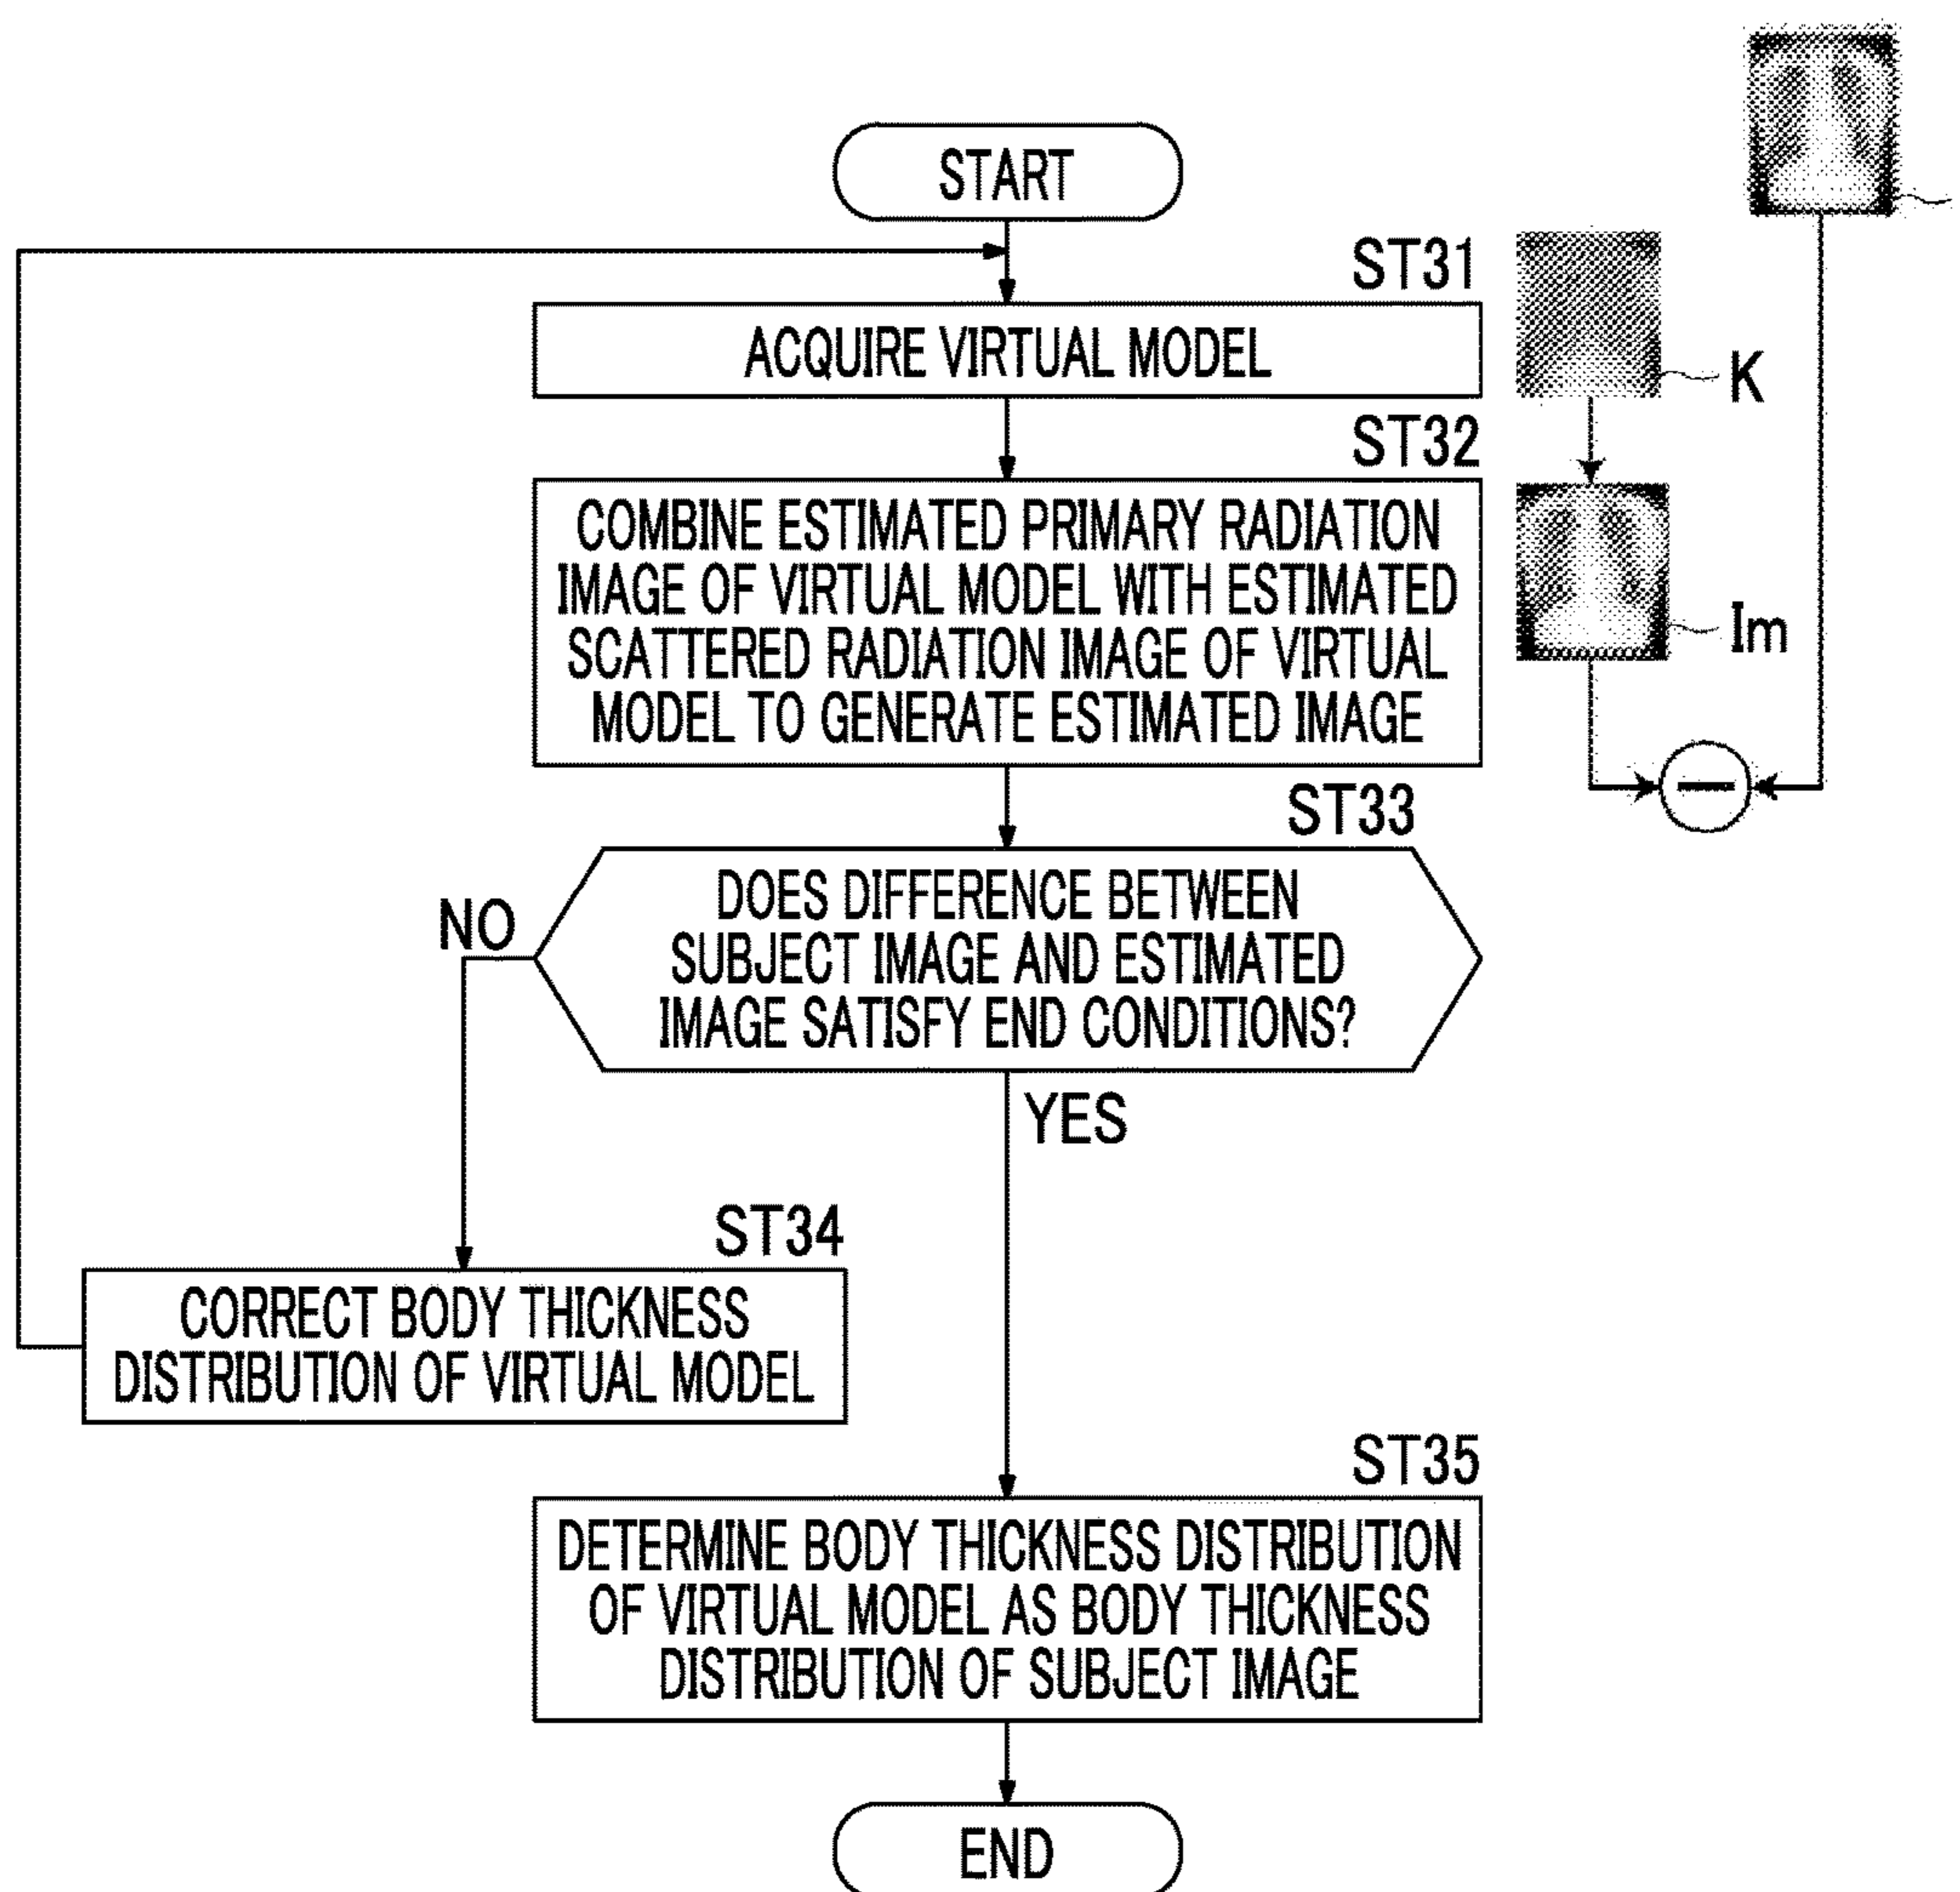 START
ST31
ACQUIRE VIRTUAL MODEL
K
ST32
COMBINE ESTIMATED PRIMARY RADIATION
IMAGE OF VIRTUAL MODEL WITH ESTIMATED
SCATTERED RADIATION IMAGE OF VIRTUAL
MODEL TO GENERATE ESTIMATED IMAGE
Im
ST33
DOES DIFFERENCE BETWEEN
SUBJECT IMAGE AND ESTIMATED
IMAGE SATISFY END CONDITIONS?
NO
YES
ST34
CORRECT BODY THICKNESS
DISTRIBUTION OF VIRTUAL MODEL
ST35
DETERMINE BODY THICKNESS DISTRIBUTION
OF VIRTUAL MODEL AS BODY THICKNESS
DISTRIBUTION OF SUBJECT IMAGE
END